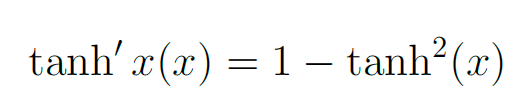 tanh′ x(x) = 1 − tanh²(x)